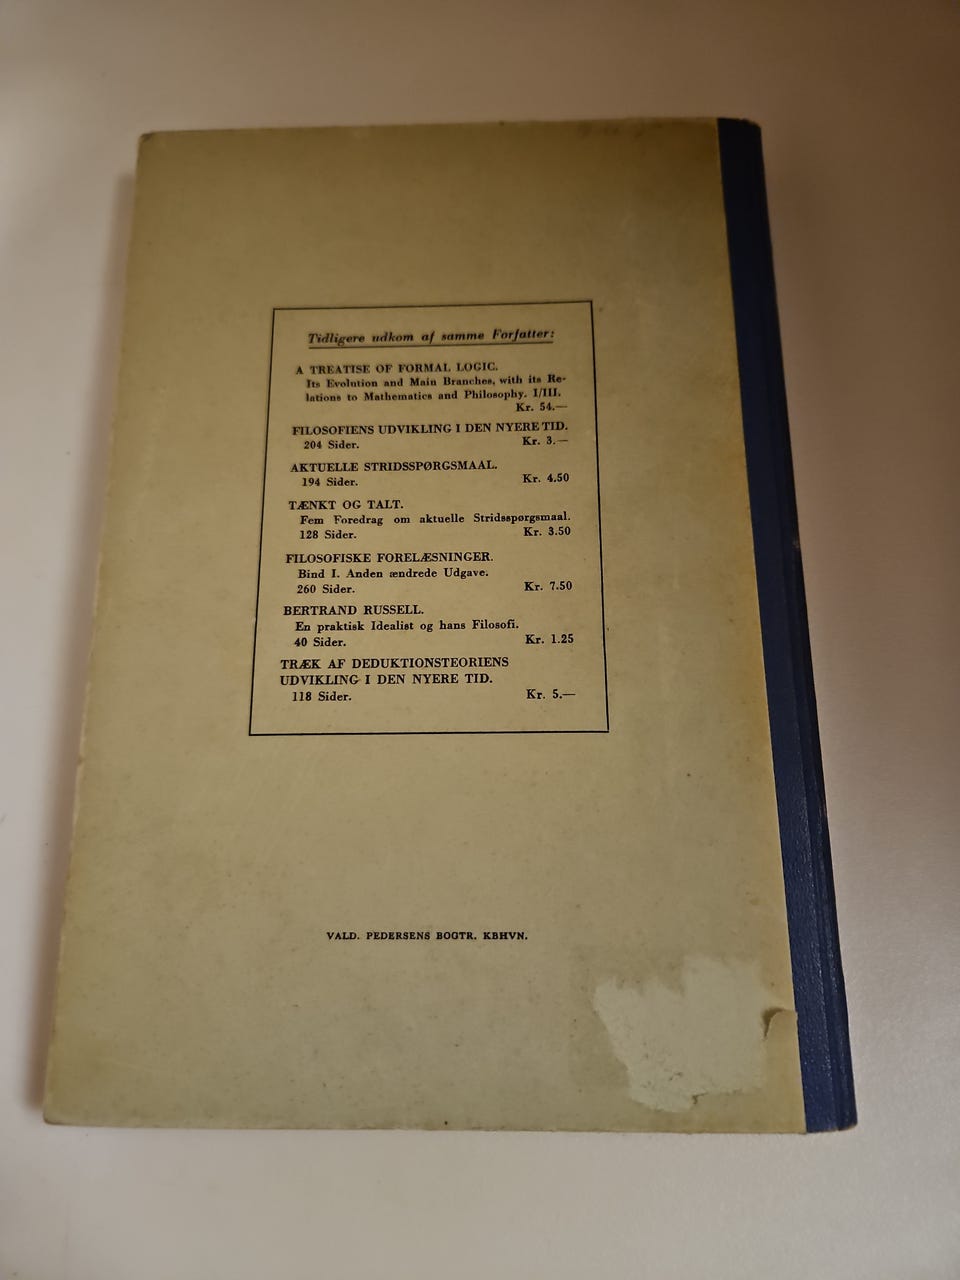 Tidligere udkom af samme Forfatter:
A TREATISE OF FORMAL LOGIC.
Its Evolution and Main Branches, with its Re-
lations to Mathematics and Philosophy. I/III.
Kr. 54.—
FILOSOFIENS UDVIKLING I DEN NYERE TID.
204 Sider. Kr. 3.—
AKTUELLE STRIDSSPØRGSMAAL.
194 Sider. Kr. 4.50
TÆNKT OG TALT.
Fem Foredrag om aktuelle Stridsspørgsmaal.
128 Sider. Kr. 3.50
FILOSOFISKE FORELÆSNINGER.
Bind I. Anden ændrede Udgave.
260 Sider. Kr. 7.50
BERTRAND RUSSELL.
En praktisk Idealist og hans Filosofi.
40 Sider. Kr. 1.25
TRÆK AF DEDUKTIONSTEORIENS
UDVIKLING I DEN NYERE TID.
118 Sider. Kr. 5.—
VALD. PEDERSENS BOGTR. KBHVN.